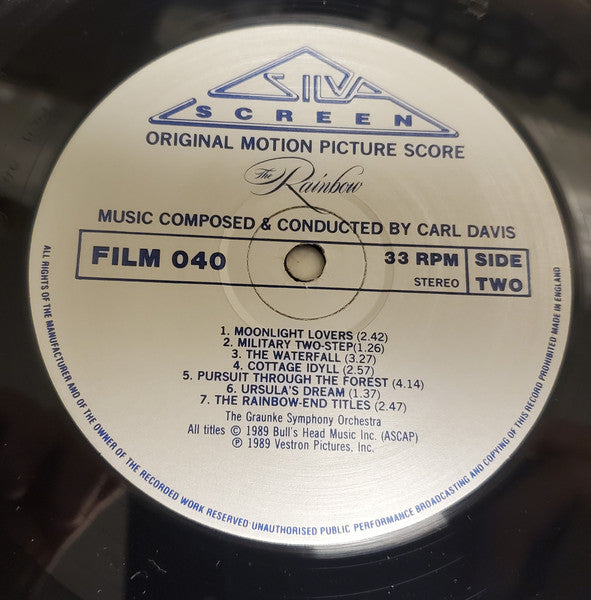 SILVA
SCREEN
ORIGINAL MOTION PICTURE SCORE
The Rainbow
MUSIC COMPOSED & CONDUCTED BY CARL DAVIS
FILM 040
33 RPM
STEREO
SIDE
TWO
1. MOONLIGHT LOVERS (2.42)
2. MILITARY TWO-STEP(1.26)
3. THE WATERFALL (3.27)
4. COTTAGE IDYLL (2.57)
5. PURSUIT THROUGH THE FOREST (4.14)
6. URSULA'S DREAM (1.37)
7. THE RAINBOW-END TITLES (2.47)
The Graunke Symphony Orchestra
All titles © 1989 Bull's Head Music Inc. (ASCAP)
℗ 1989 Vestron Pictures, Inc.
ALL RIGHTS OF THE MANUFACTURER AND OF THE OWNER OF THE RECORDED WORK RESERVED UNAUTHORISED PUBLIC PERFORMANCE BROADCASTING AND COPYING OF THIS RECORD PROHIBITED MADE IN ENGLAND